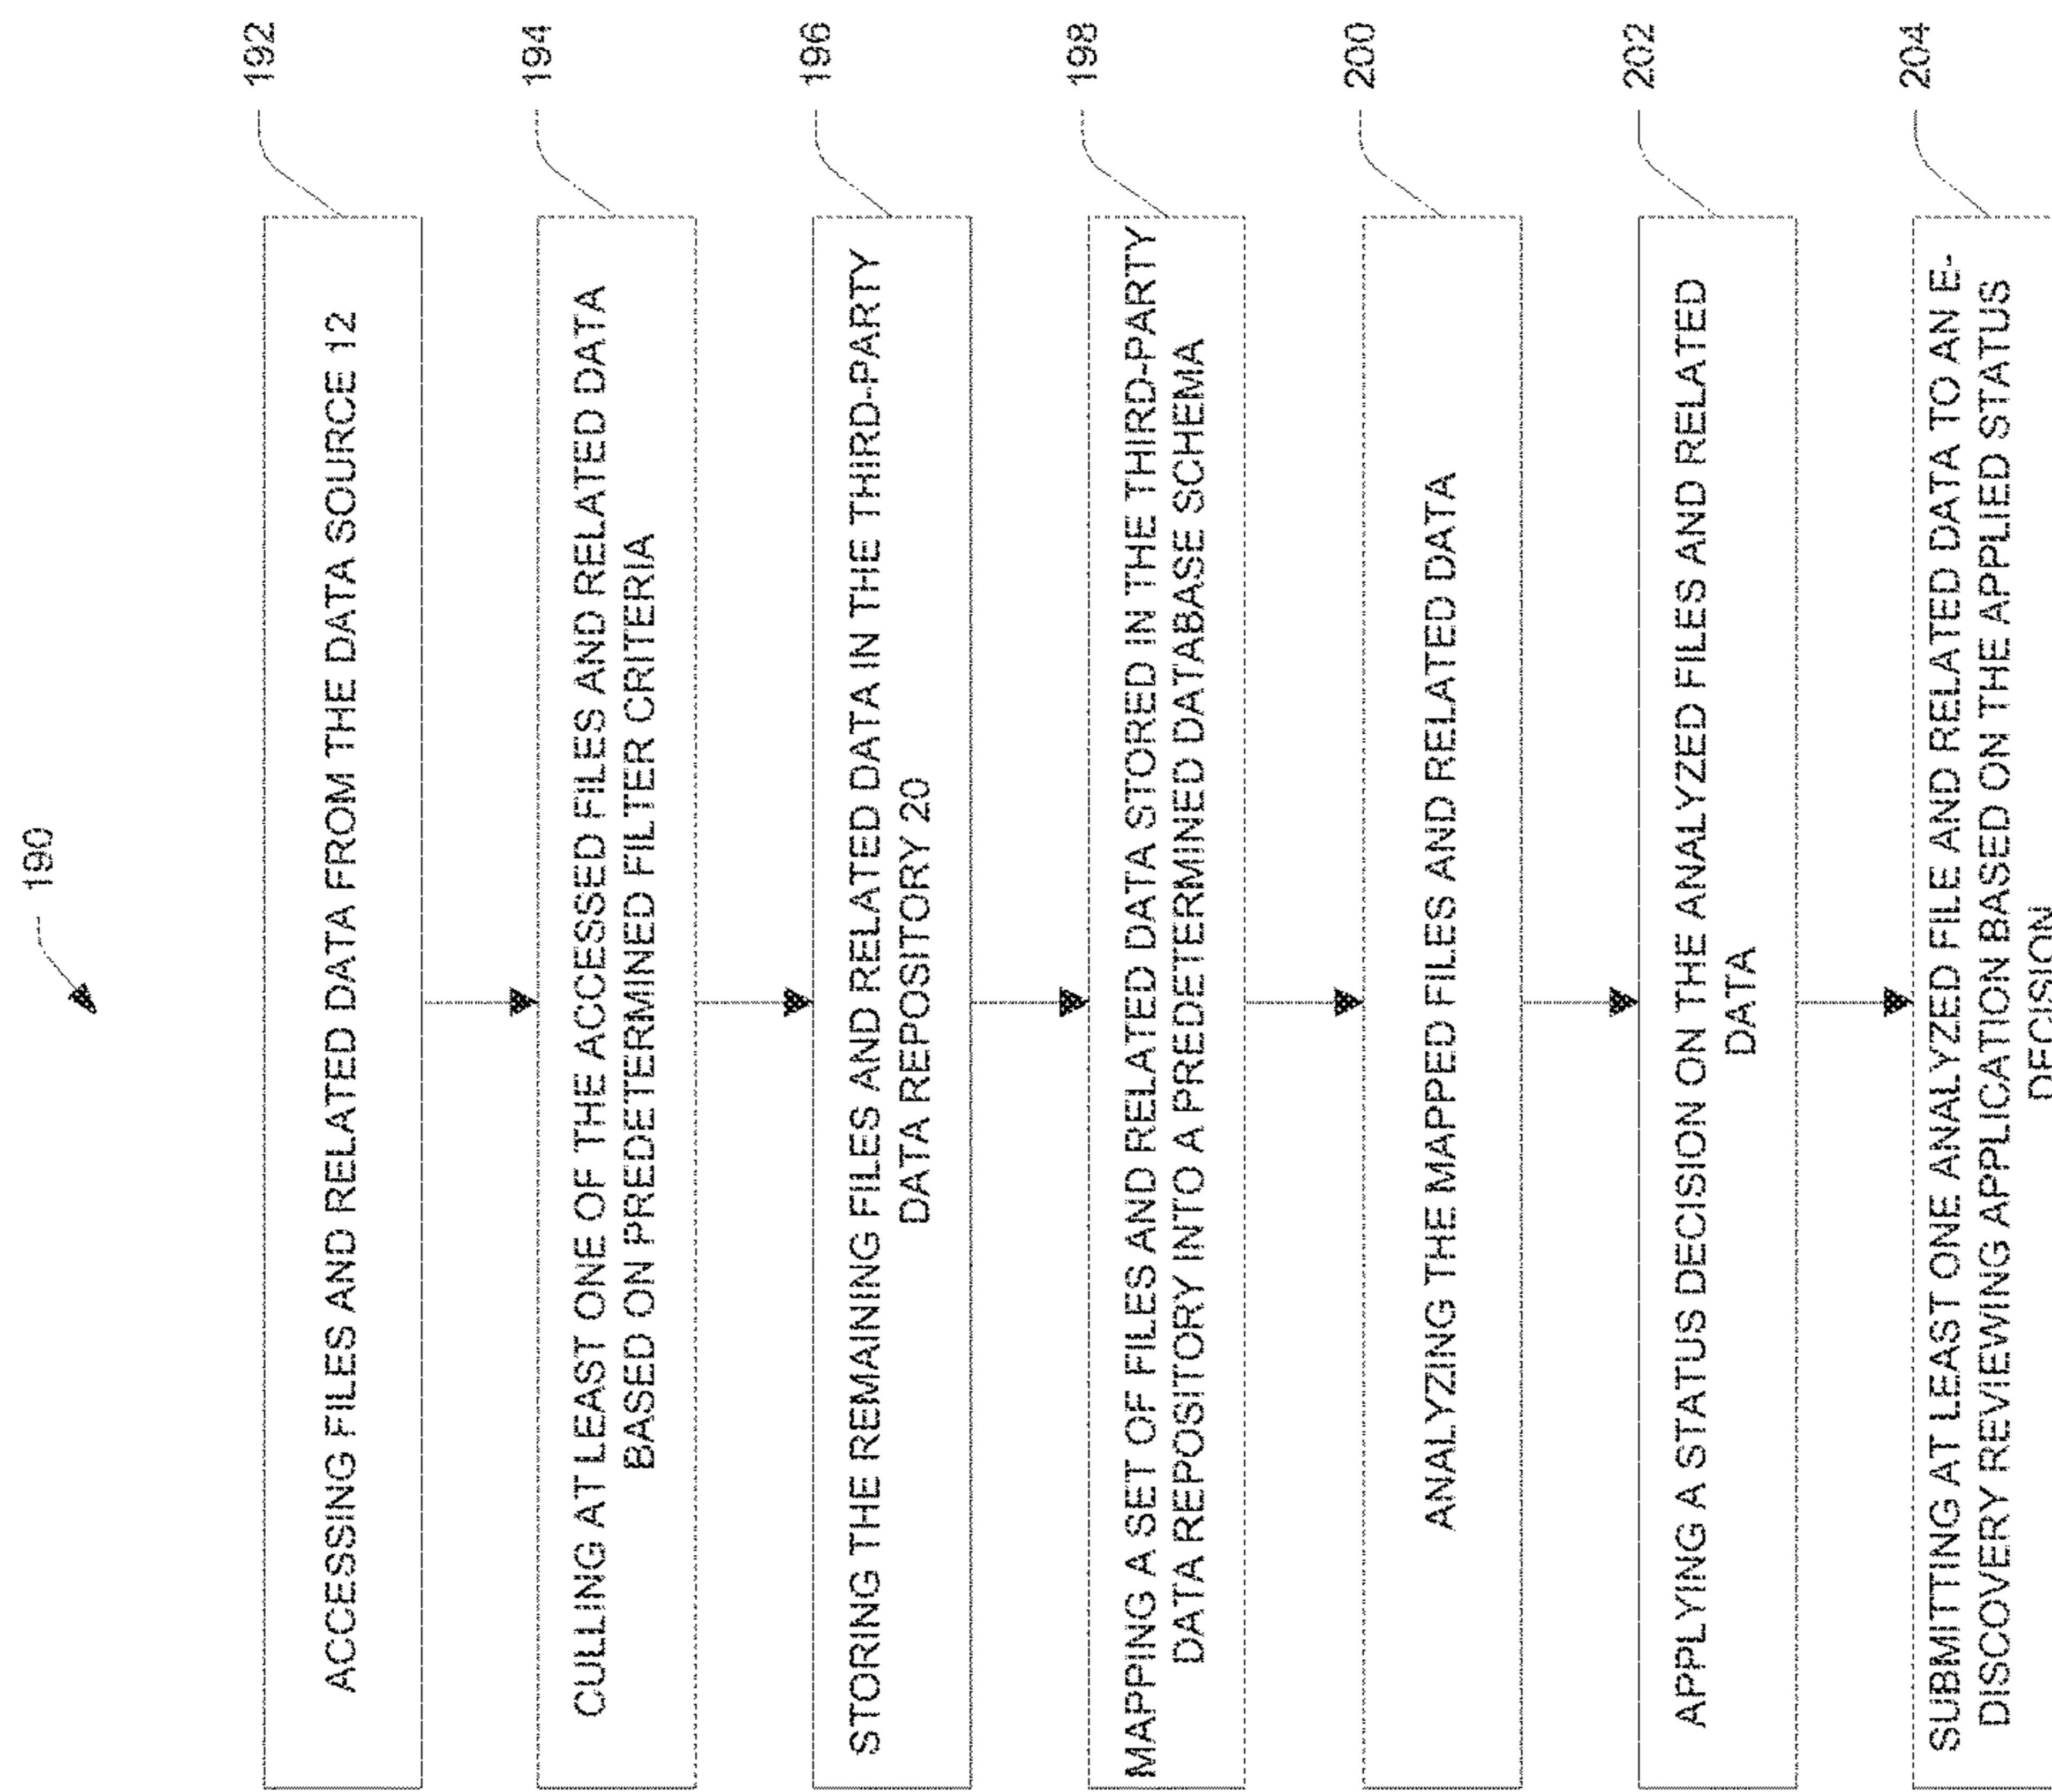 190
192
ACCESSING FILES AND RELATED DATA FROM THE DATA SOURCE 12
194
CULLING AT LEAST ONE OF THE ACCESSED FILES AND RELATED DATA
BASED ON PREDETERMINED FILTER CRITERIA
196
STORING THE REMAINING FILES AND RELATED DATA IN THE THIRD-PARTY
DATA REPOSITORY 20
198
MAPPING A SET OF FILES AND RELATED DATA STORED IN THE THIRD-PARTY
DATA REPOSITORY INTO A PREDETERMINED DATABASE SCHEMA
200
ANALYZING THE MAPPED FILES AND RELATED DATA
202
APPLYING A STATUS DECISION ON THE ANALYZED FILES AND RELATED
DATA
204
SUBMITTING AT LEAST ONE ANALYZED FILE AND RELATED DATA TO AN E-
DISCOVERY REVIEWING APPLICATION BASED ON THE APPLIED STATUS
DECISION